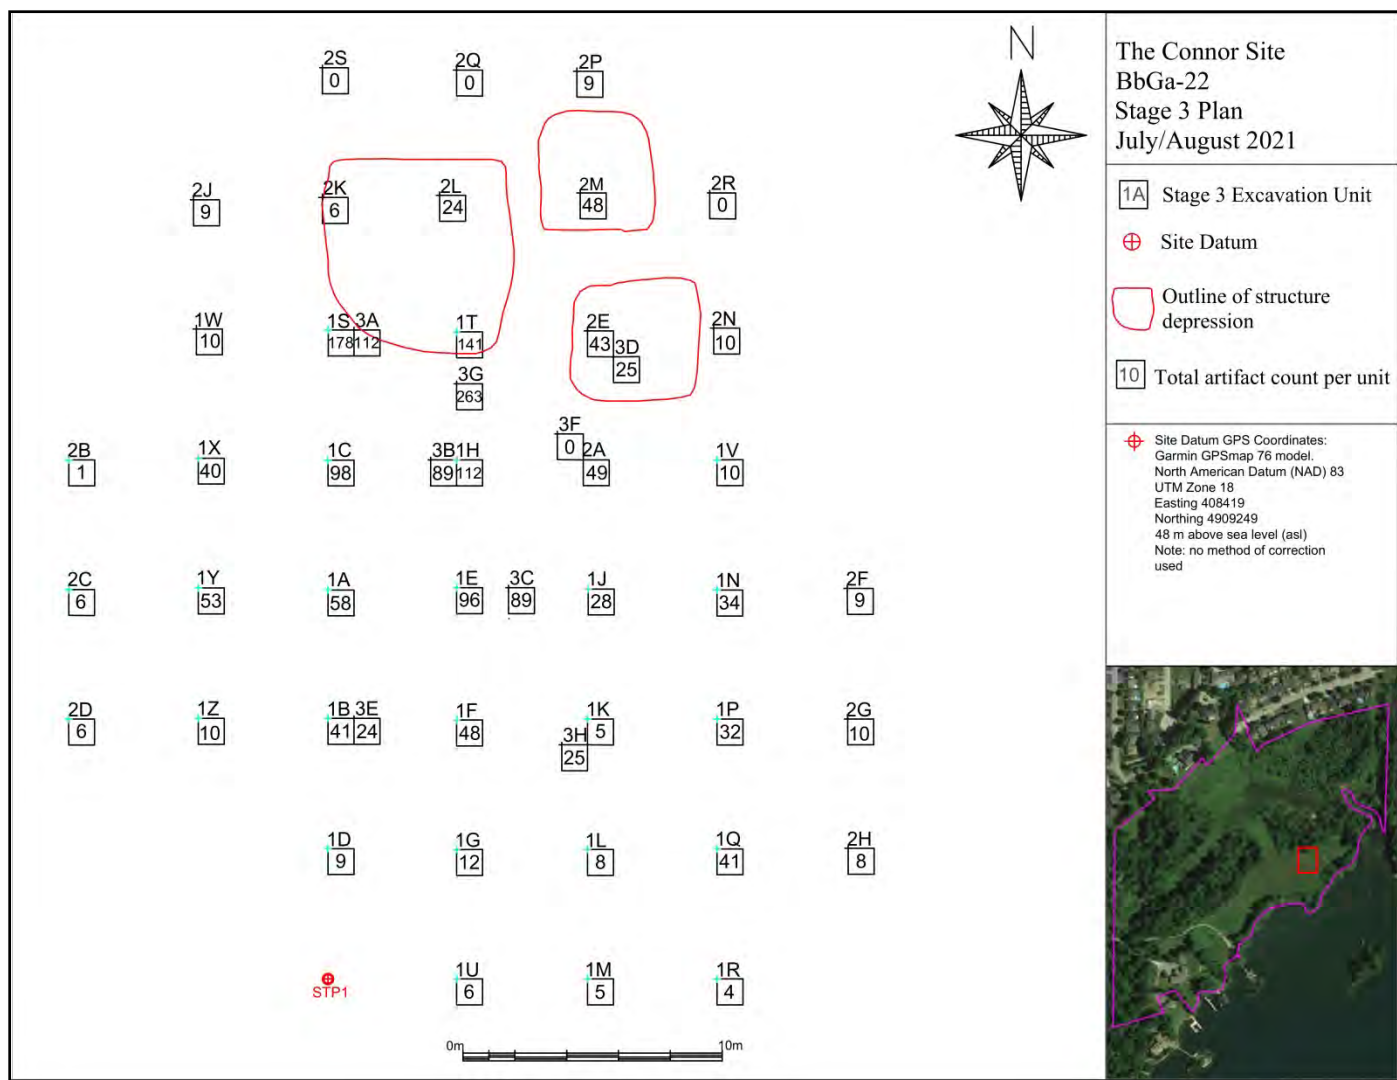 2S
0
2Q
0
2P
9
N
2J
9
2K
6
2L
24
2M
48
2R
0
1W
10
1S 3A
178 112
1T
141
2E
43
3D
25
2N
10
3G
263
2B
1
1X
40
1C
98
3B 1H
89 112
3F
0
2A
49
1V
10
2C
6
1Y
53
1A
58
1E
96
3C
89
1J
28
1N
34
2F
9
2D
6
1Z
10
1B 3E
41 24
1F
48
1K
5
3H
25
1P
32
2G
10
1D
9
1G
12
1L
8
1Q
41
2H
8
STP1
1U
6
1M
5
1R
4
0m
10m
The Connor Site
BbGa-22
Stage 3 Plan
July/August 2021
1A Stage 3 Excavation Unit
Site Datum
Outline of structure
depression
10 Total artifact count per unit
Site Datum GPS Coordinates:
Garmin GPSmap 76 model.
North American Datum (NAD) 83
UTM Zone 18
Easting 408419
Northing 4909249
48 m above sea level (asl)
Note: no method of correction
used